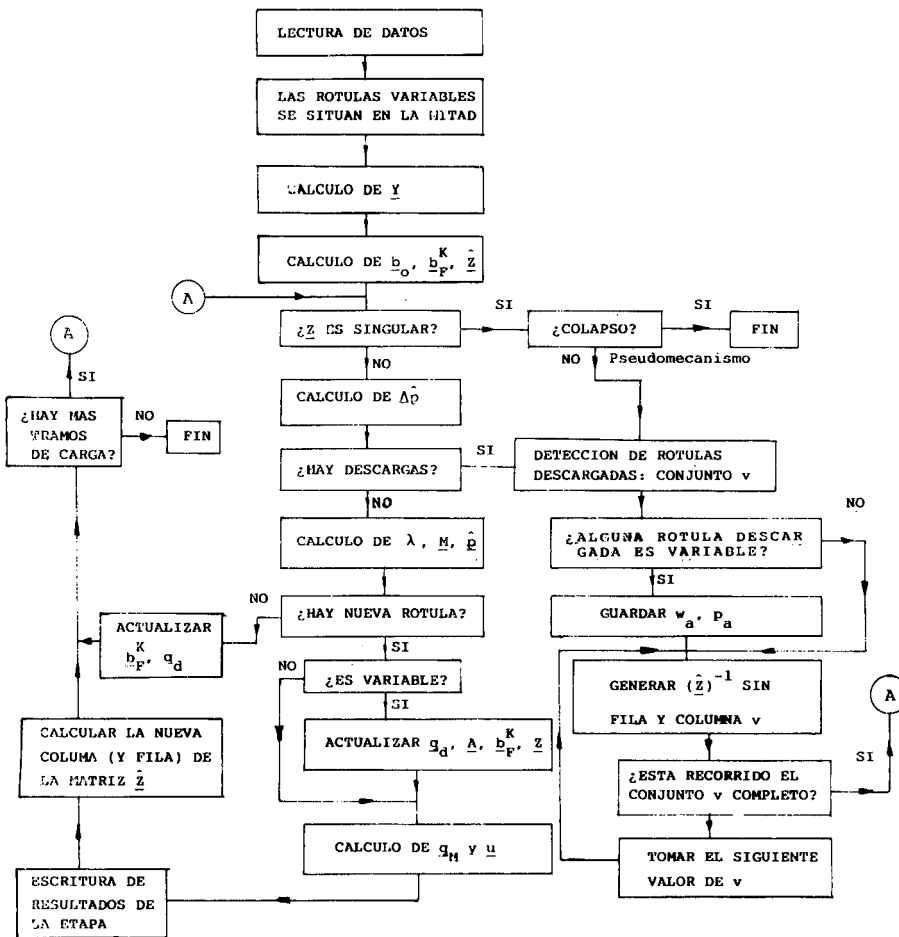 LECTURA DE DATOS
LAS ROTULAS VARIABLES
SE SITUAN EN LA MITAD
CALCULO DE Y
CALCULO DE b_o, b_F^K, Ẑ
A
¿Z ES SINGULAR?
SI
¿COLAPSO?
SI
FIN
NO
NO Pseudomecanismo
CALCULO DE Δp̂
¿HAY DESCARGAS?
SI
DETECCION DE ROTULAS
DESCARGADAS: CONJUNTO v
NO
CALCULO DE λ, M, p̂
¿ALGUNA ROTULA DESCAR
GADA ES VARIABLE?
NO
SI
GUARDAR w_a, p_a
¿HAY NUEVA ROTULA?
NO
ACTUALIZAR
b_F^K, q_d
SI
¿ES VARIABLE?
NO
SI
ACTUALIZAR q_d, A, b_F^K, Z
GENERAR (Ẑ)^-1 SIN
FILA Y COLUMNA v
¿ESTA RECORRIDO EL
CONJUNTO v COMPLETO?
SI
A
TOMAR EL SIGUIENTE
VALOR DE v
CALCULO DE q_M y u
ESCRITURA DE
RESULTADOS DE
LA ETAPA
CALCULAR LA NUEVA
COLUMA (Y FILA) DE
LA MATRIZ Ẑ
¿HAY MAS
TRAMOS
DE CARGA?
NO
FIN
SI
A